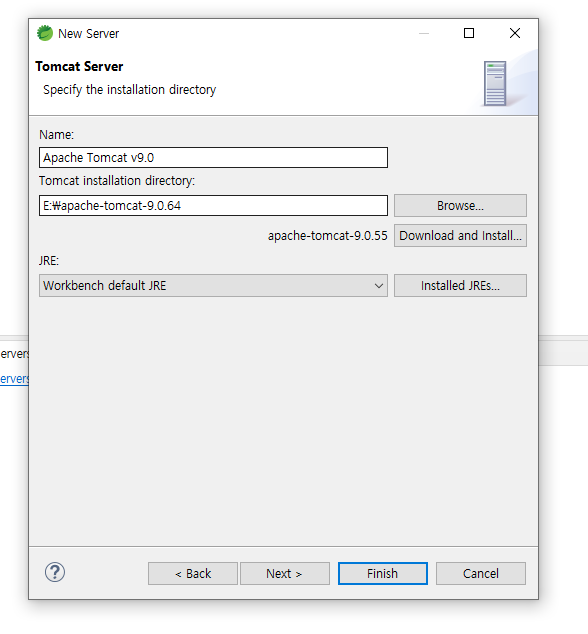 New Server
Tomcat Server
Specify the installation directory
Name:
Apache Tomcat v9.0
Tomcat installation directory:
E:₩apache-tomcat-9.0.64
Browse...
apache-tomcat-9.0.55
Download and Install...
JRE:
Workbench default JRE
Installed JREs...
ervers
ervers
?
< Back
Next >
Finish
Cancel